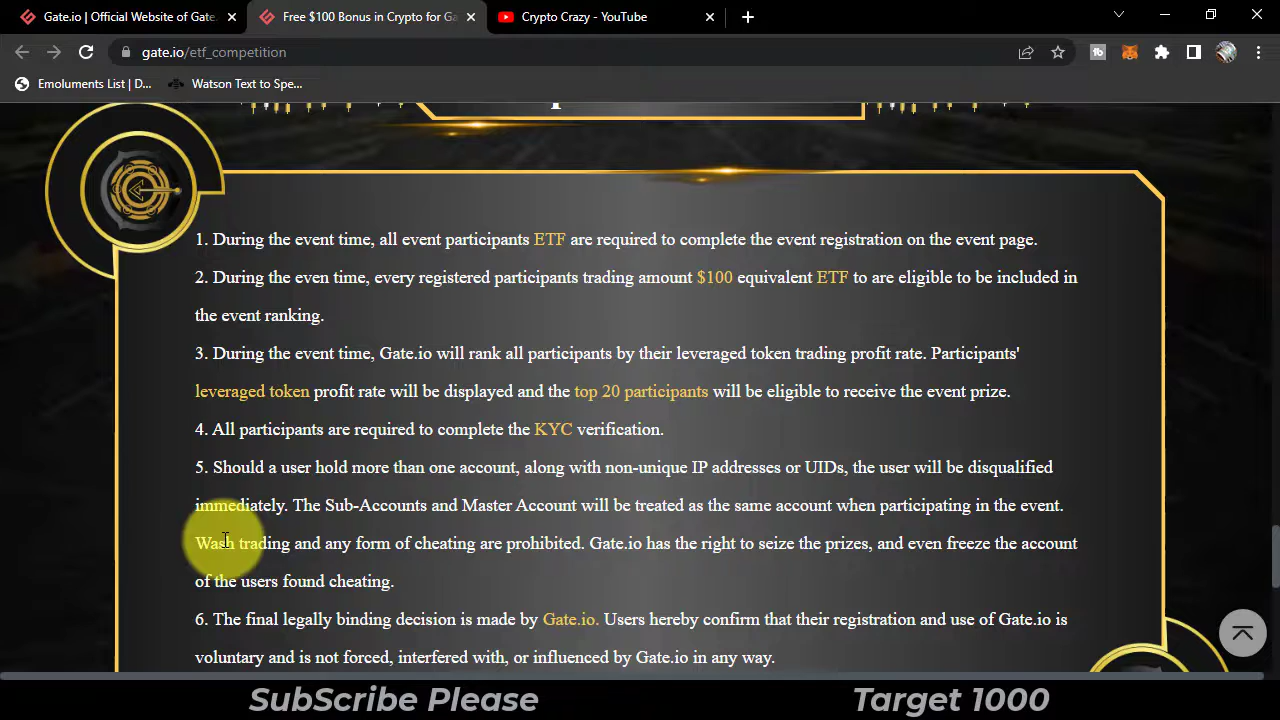 Gate.io | Official Website of Gate.
Free $100 Bonus in Crypto for Ga
Crypto Crazy - YouTube
gate.io/etf_competition
Emoluments List | D...
Watson Text to Spe...
1. During the event time, all event participants ETF are required to complete the event registration on the event page.
2. During the even time, every registered participants trading amount $100 equivalent ETF to are eligible to be included in
the event ranking.
3. During the event time, Gate.io will rank all participants by their leveraged token trading profit rate. Participants'
leveraged token profit rate will be displayed and the top 20 participants will be eligible to receive the event prize.
4. All participants are required to complete the KYC verification.
5. Should a user hold more than one account, along with non-unique IP addresses or UIDs, the user will be disqualified
immediately. The Sub-Accounts and Master Account will be treated as the same account when participating in the event.
Wash trading and any form of cheating are prohibited. Gate.io has the right to seize the prizes, and even freeze the account
of the users found cheating.
6. The final legally binding decision is made by Gate.io. Users hereby confirm that their registration and use of Gate.io is
voluntary and is not forced, interfered with, or influenced by Gate.io in any way.
SubScribe Please
Target 1000